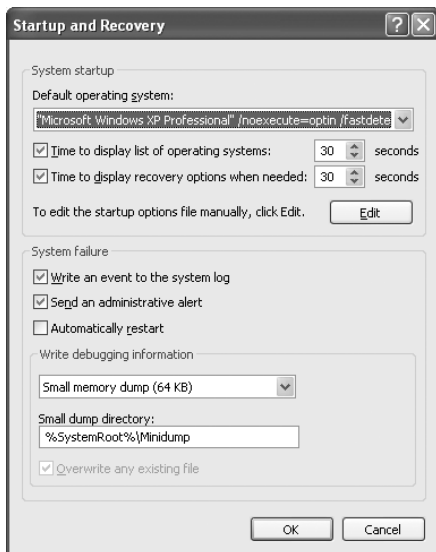 Startup and Recovery
System startup
Default operating system:
"Microsoft Windows XP Professional" /noexecute=optin /fastdete
Time to display list of operating systems: 30 seconds
Time to display recovery options when needed: 30 seconds
To edit the startup options file manually, click Edit. Edit
System failure
Write an event to the system log
Send an administrative alert
Automatically restart
Write debugging information
Small memory dump (64 KB)
Small dump directory:
%SystemRoot%\Minidump
Overwrite any existing file
OK Cancel